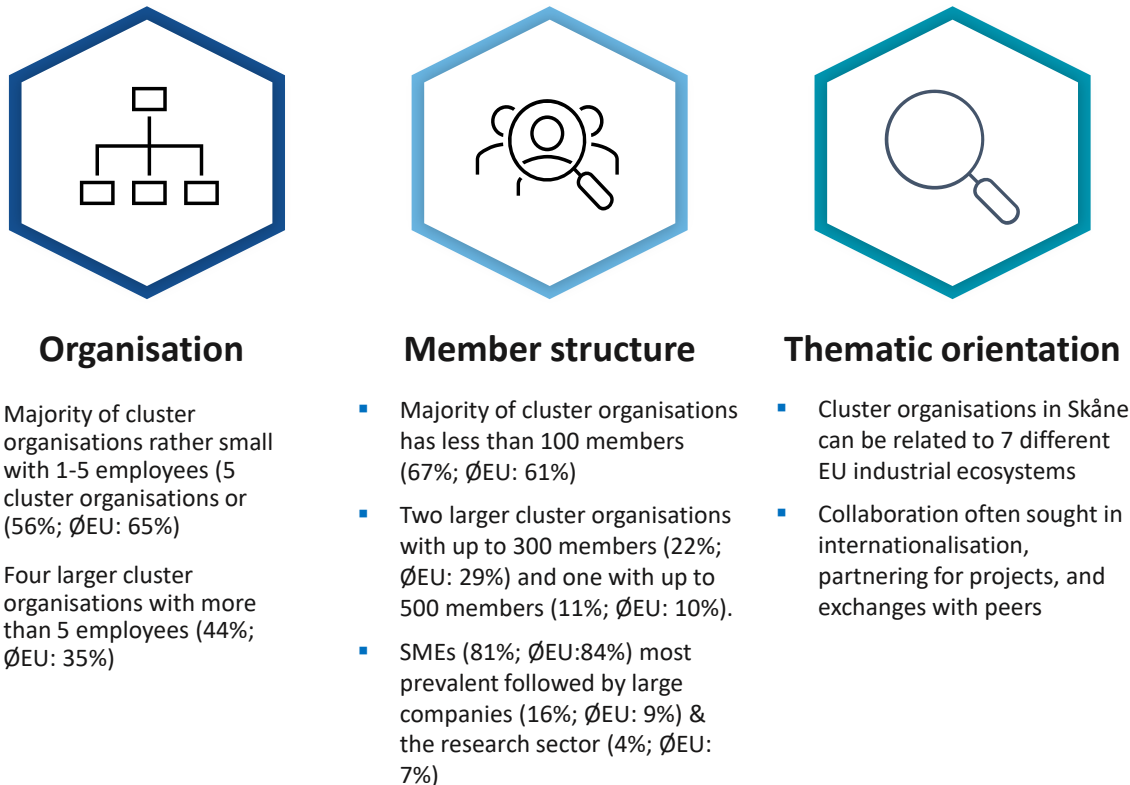 Organisation
Majority of cluster
organisations rather small
with 1-5 employees (5
cluster organisations or
(56%; ØEU: 65%)
Four larger cluster
organisations with more
than 5 employees (44%;
ØEU: 35%)
Member structure
▪ Majority of cluster organisations
has less than 100 members
(67%; ØEU: 61%)
▪ Two larger cluster organisations
with up to 300 members (22%;
ØEU: 29%) and one with up to
500 members (11%; ØEU: 10%).
▪ SMEs (81%; ØEU:84%) most
prevalent followed by large
companies (16%; ØEU: 9%) &
the research sector (4%; ØEU:
7%)
Thematic orientation
▪ Cluster organisations in Skåne
can be related to 7 different
EU industrial ecosystems
▪ Collaboration often sought in
internationalisation,
partnering for projects, and
exchanges with peers